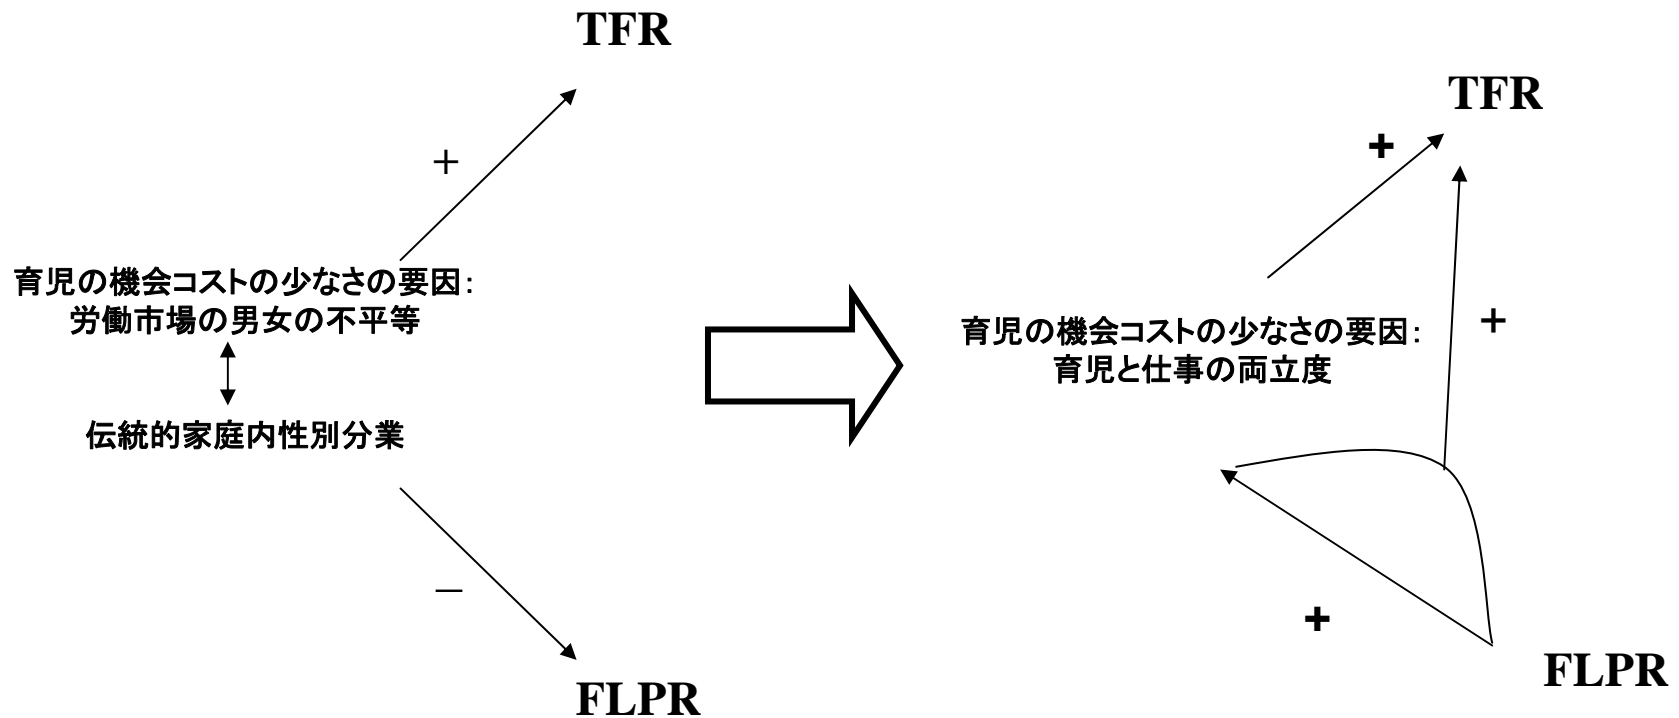 TFR
+
育児の機会コストの少なさの要因:
労働市場の男女の不平等
伝統的家庭内性別分業
−
FLPR
TFR
+
+
育児の機会コストの少なさの要因:
育児と仕事の両立度
+
FLPR